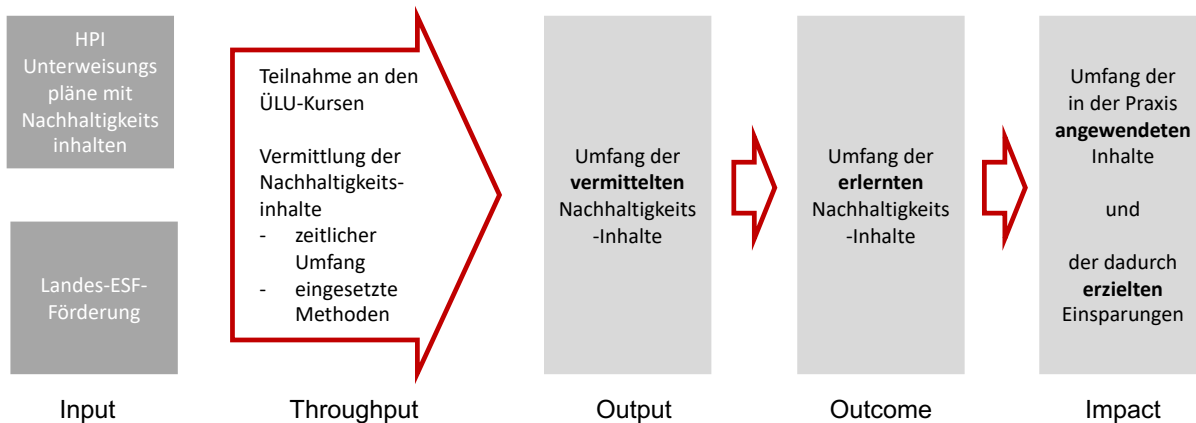 HPI
Unterweisungs
pläne mit
Nachhaltigkeits
inhalten
Landes-ESF-
Förderung
Teilnahme an den
ÜLU-Kursen
Vermittlung der
Nachhaltigkeits-
inhalte
- zeitlicher
Umfang
- eingesetzte
Methoden
Umfang der
vermittelten
Nachhaltigkeits
-Inhalte
Umfang der
erlernten
Nachhaltigkeits
-Inhalte
Umfang der
in der Praxis
angewendeten
Inhalte
und
der dadurch
erzielten
Einsparungen
Input
Throughput
Output
Outcome
Impact